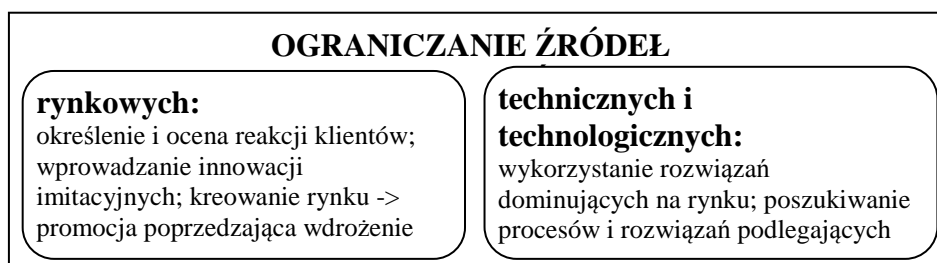 OGRANICZANIE ŹRÓDEŁ
rynkowych:
określenie i ocena reakcji klientów;
wprowadzanie innowacji
imitacyjnych; kreowanie rynku ->
promocja poprzedzająca wdrożenie
technicznych i
technologicznych:
wykorzystanie rozwiązań
dominujących na rynku; poszukiwanie
procesów i rozwiązań podlegających